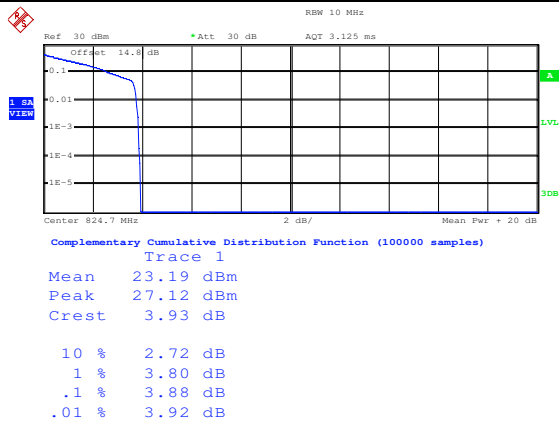 RBW 10 MHz
Ref 30 dBm *Att 30 dB AQT 3.125 ms
Offset 14.8 dB
0.1 A
1 SA
VIEW
0.01
LVL
1E-3
1E-4
1E-5
3DB
Center 824.7 MHz 2 dB/ Mean Pwr + 20 dB
Complementary Cumulative Distribution Function (100000 samples)
Trace 1
Mean 23.19 dBm
Peak 27.12 dBm
Crest 3.93 dB
10 % 2.72 dB
1 % 3.80 dB
.1 % 3.88 dB
.01 % 3.92 dB